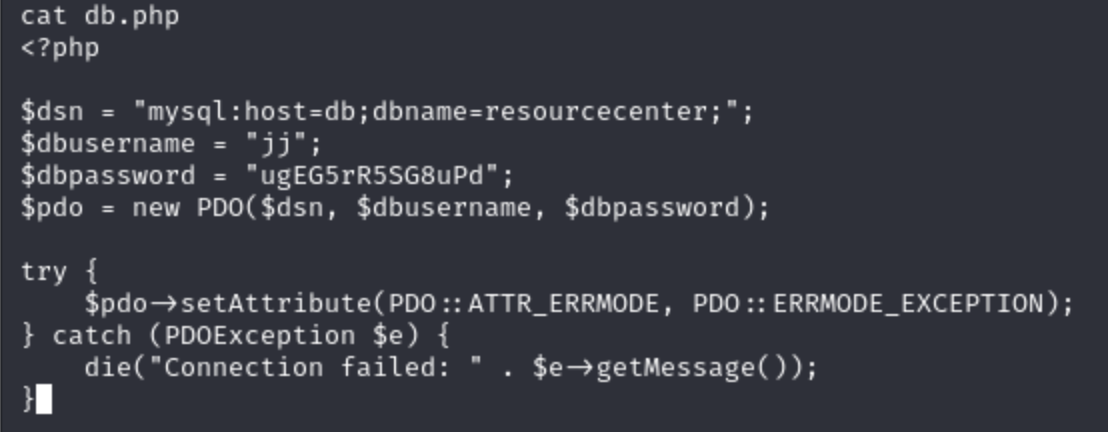 cat db.php
<?php

$dsn = "mysql:host=db;dbname=resourcecenter;";
$dbusername = "jj";
$dbpassword = "ugEG5rR5SG8uPd";
$pdo = new PDO($dsn, $dbusername, $dbpassword);

try {
    $pdo->setAttribute(PDO::ATTR_ERRMODE, PDO::ERRMODE_EXCEPTION);
} catch (PDOException $e) {
    die("Connection failed: " . $e->getMessage());
}